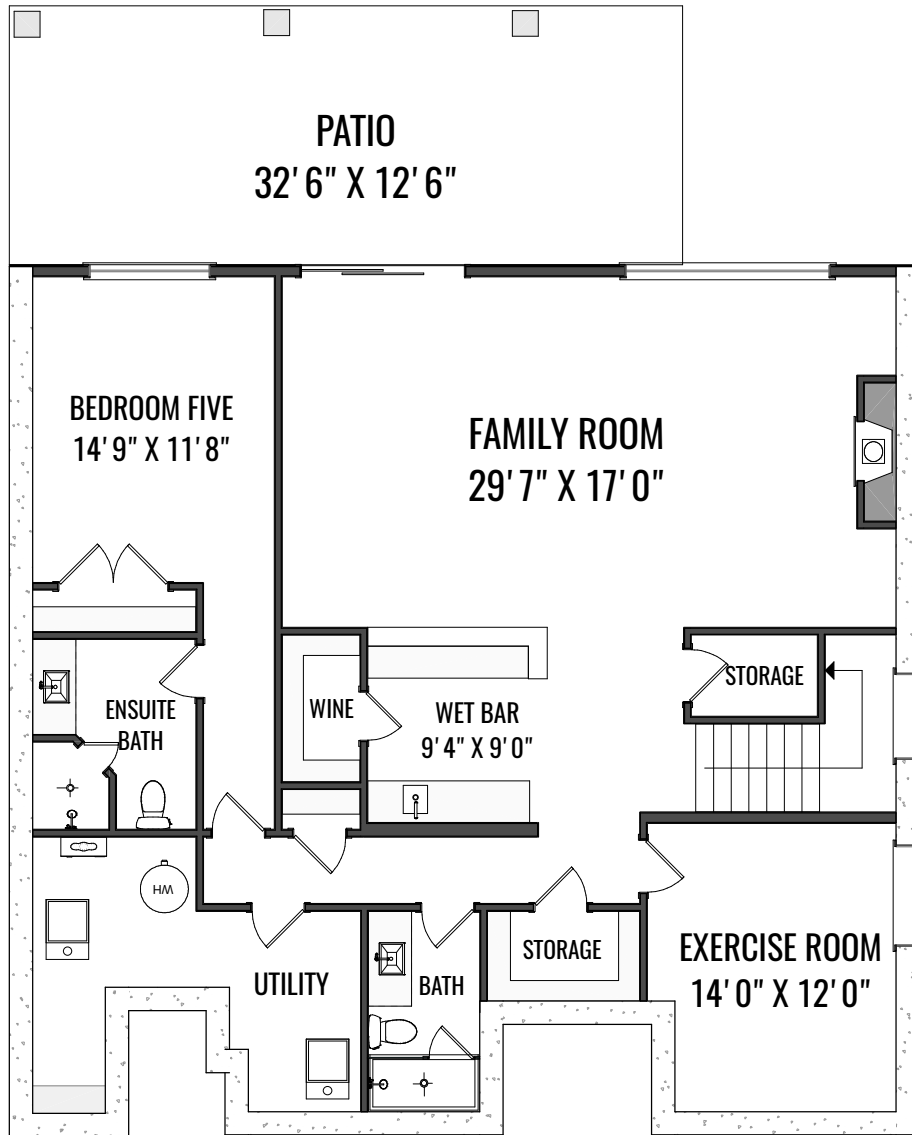 PATIO
32'6" X 12'6"
BEDROOM FIVE
14'9" X 11'8"
FAMILY ROOM
29'7" X 17'0"
ENSUITE
BATH
WINE
WET BAR
9'4" X 9'0"
STORAGE
WH
UTILITY
BATH
STORAGE
EXERCISE ROOM
14'0" X 12'0"